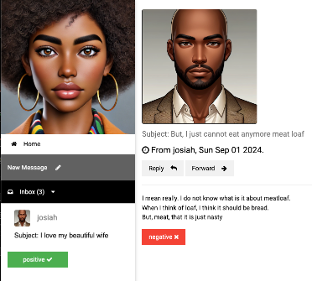 Home
New Message
Inbox (3)
josiah
Subject: I love my beautiful wife
positive
Subject: But, I just cannot eat anymore meat loaf
From josiah, Sun Sep 01 2024.
Reply
Forward
I mean really. I do not know what is it about meatloaf.
When I think of loaf, I think it should be bread.
But, meat, that it is just nasty
negative